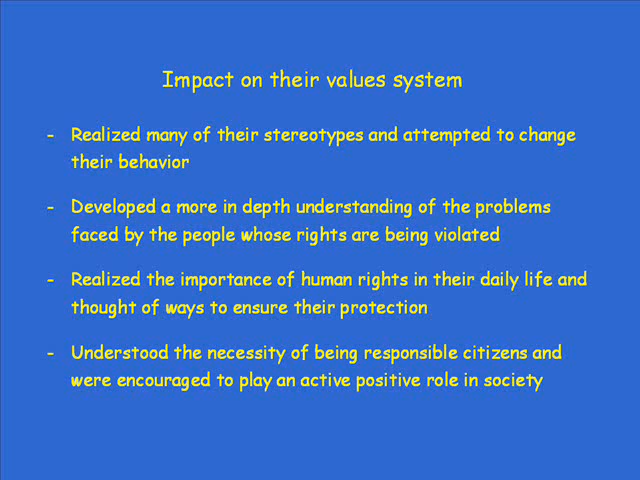 Impact on their values system
- Realized many of their stereotypes and attempted to change
their behavior
- Developed a more in depth understanding of the problems
faced by the people whose rights are being violated
- Realized the importance of human rights in their daily life and
thought of ways to ensure their protection
- Understood the necessity of being responsible citizens and
were encouraged to play an active positive role in society